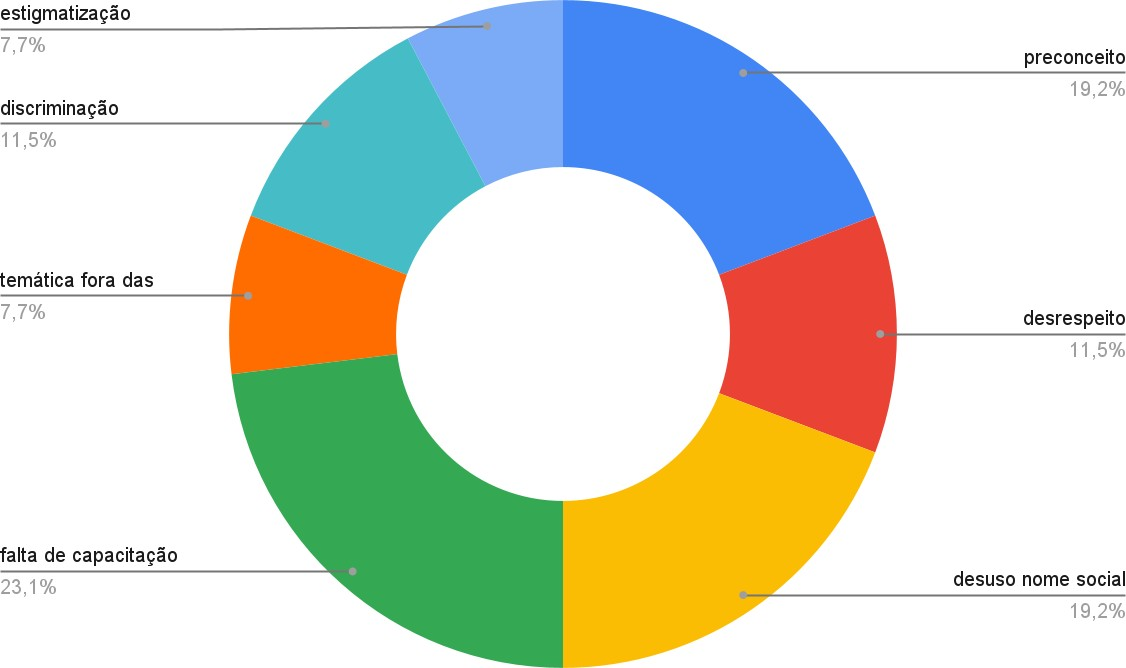 estigmatização
7,7%
discriminação
11,5%
temática fora das
7,7%
falta de capacitação
23,1%
preconceito
19,2%
desrespeito
11,5%
desuso nome social
19,2%